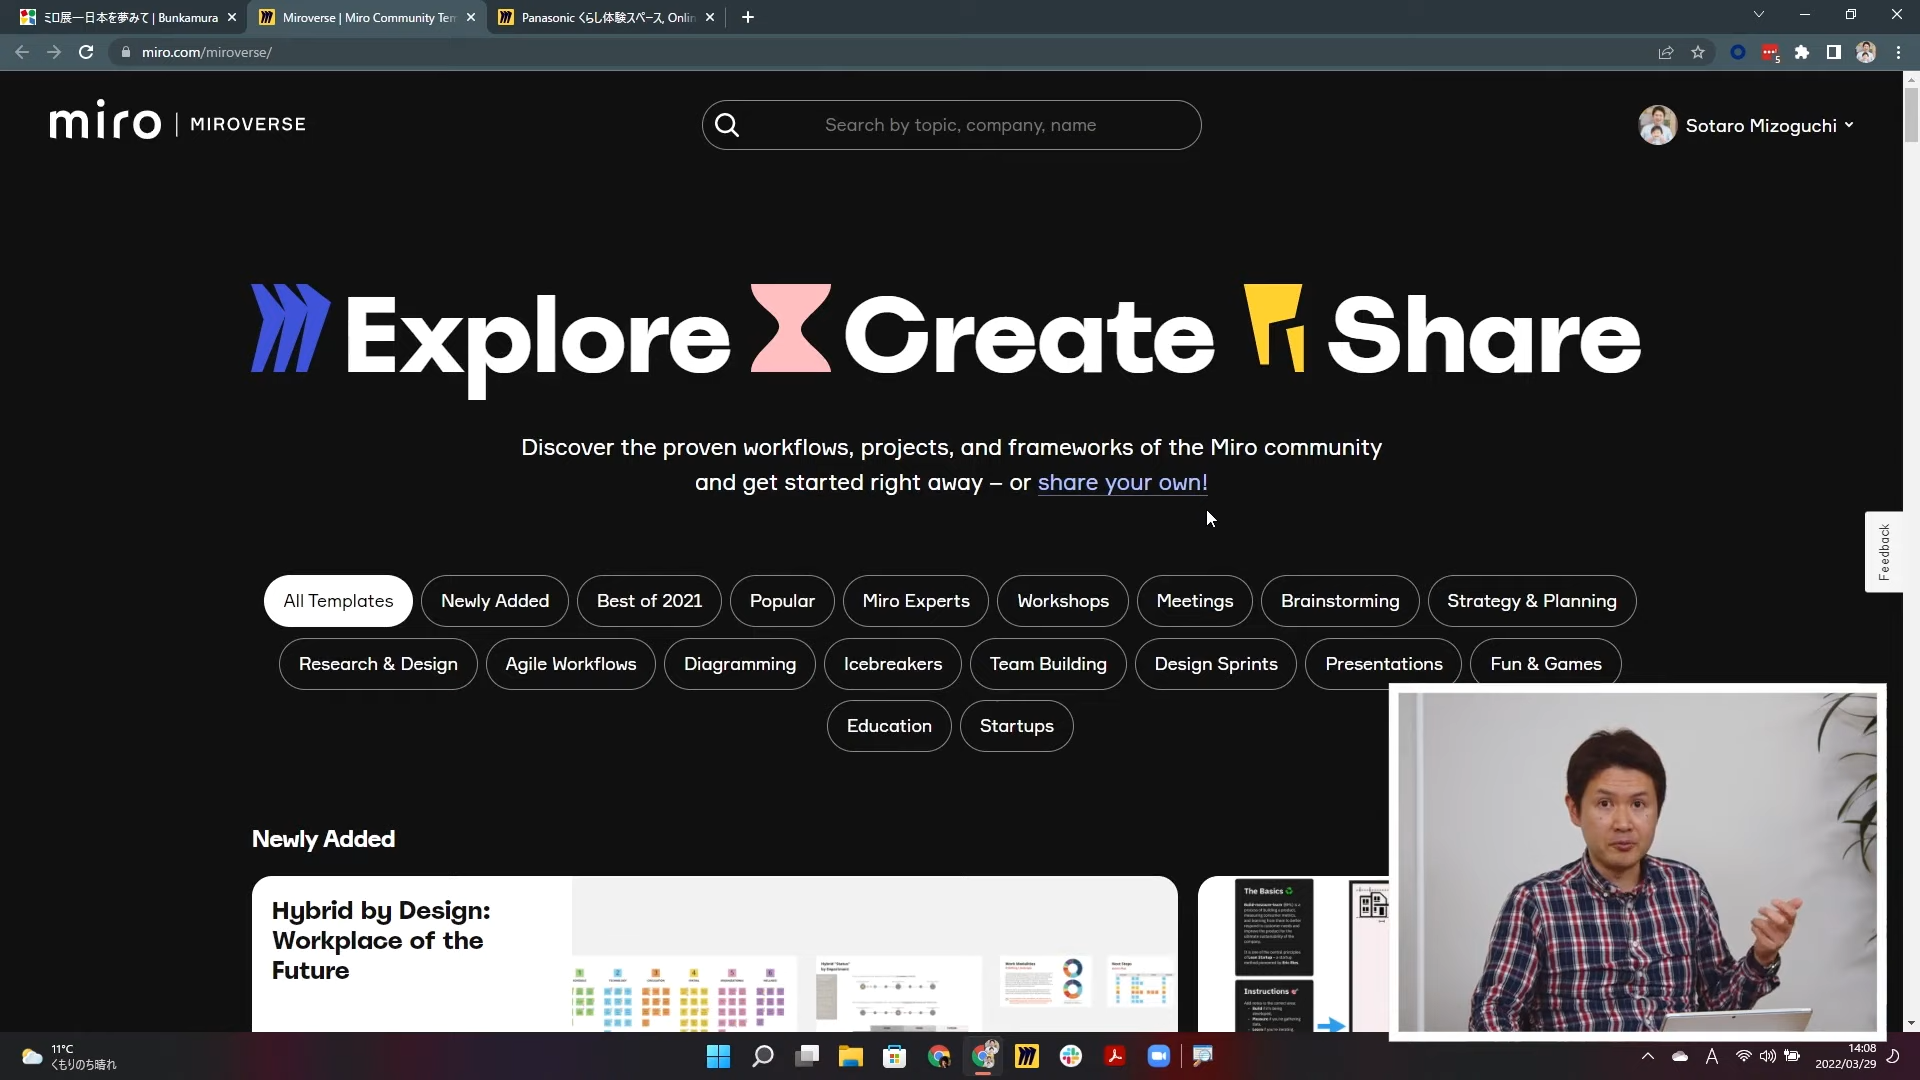 ミロ展―日本を夢みて | Bunkamura
Miroverse | Miro Community Tem
Panasonic くらし体験スペース, Onlin
miro.com/miroverse/
5
miro | MIROVERSE
Search by topic, company, name
Sotaro Mizoguchi
Explore Create Share
Discover the proven workflows, projects, and frameworks of the Miro community
and get started right away – or share your own!
Feedback
All Templates
Newly Added
Best of 2021
Popular
Miro Experts
Workshops
Meetings
Brainstorming
Strategy & Planning
Research & Design
Agile Workflows
Diagramming
Icebreakers
Team Building
Design Sprints
Presentations
Fun & Games
Education
Startups
Newly Added
Hybrid by Design:
Workplace of the
Future
The Basics
Instructions
11°C
くもりのち晴れ
A
14:08
2022/03/29